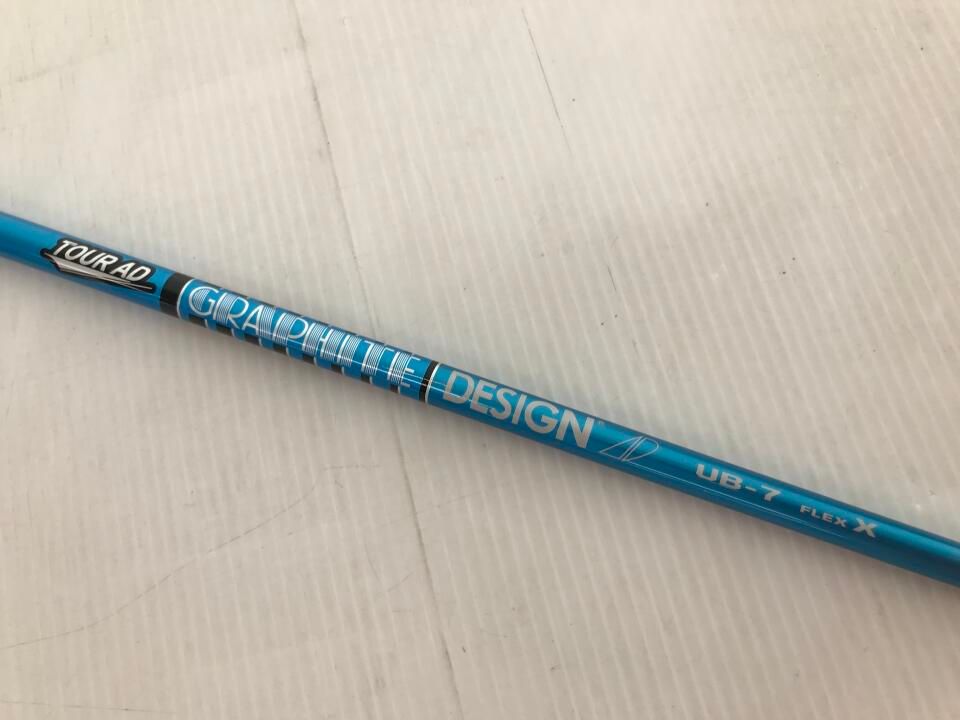 TOUR AD
GRAPHITE DESIGN AD UB-7 FLEX X